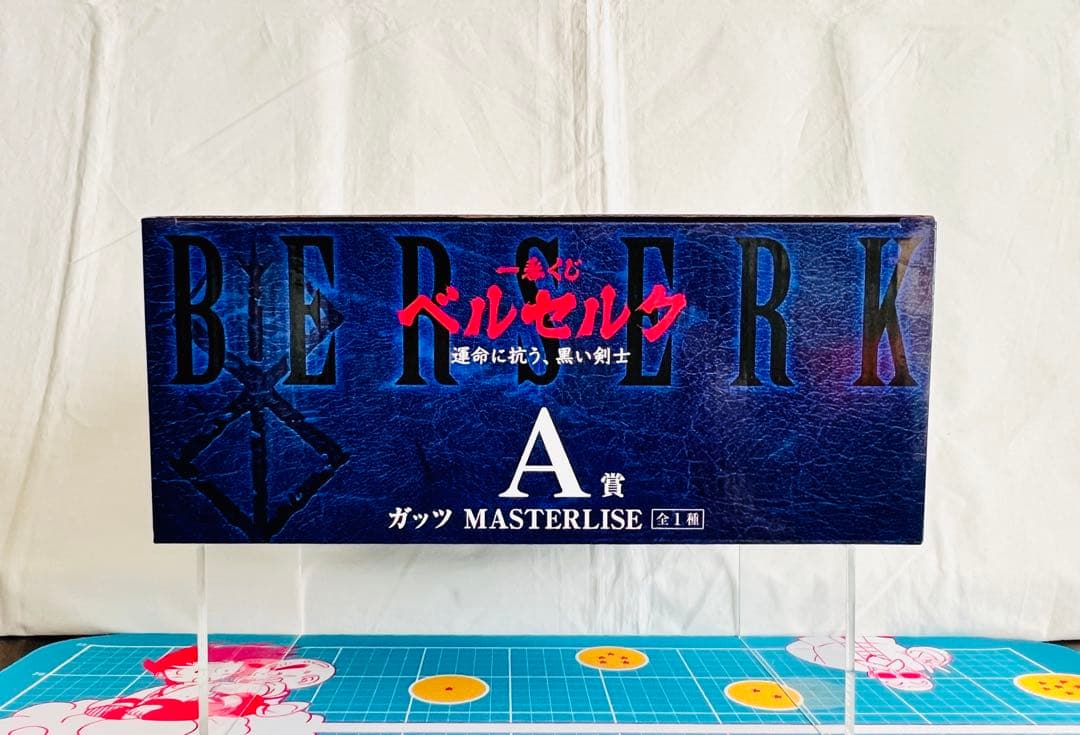 BERSERK
一番くじ
ベルセルク
運命に抗う、黒い剣士
A賞
ガッツ MASTERLISE 全1種